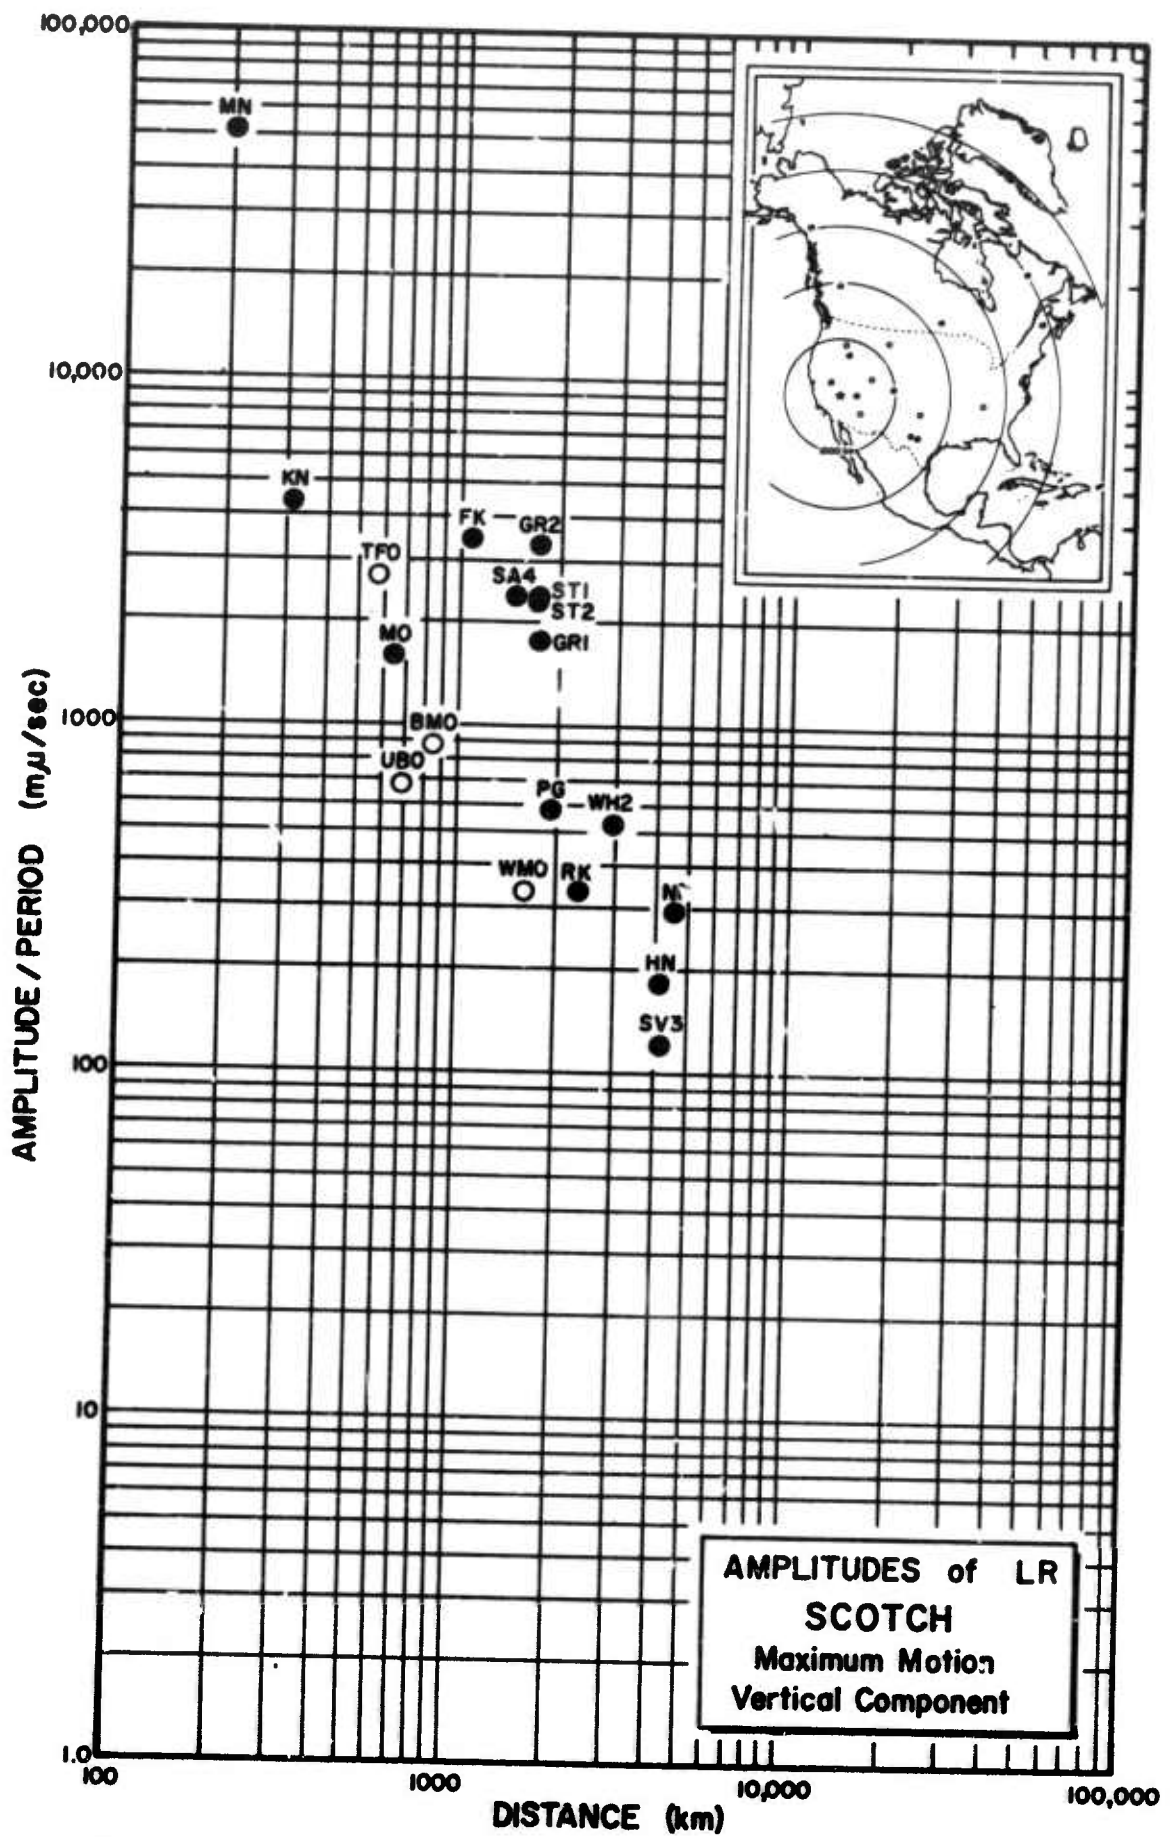 100,000
10,000
1000
100
10
1.0
AMPLITUDE/PERIOD (mμ/sec)
MN
KN
FK
GR2
TFO
SA4
ST1
ST2
MO
GR1
BMO
UBO
PG
WH2
WMO
RK
HN
SV3
AMPLITUDES of LR
SCOTCH
Maximum Motion
Vertical Component
100
1000
10,000
100,000
DISTANCE (km)